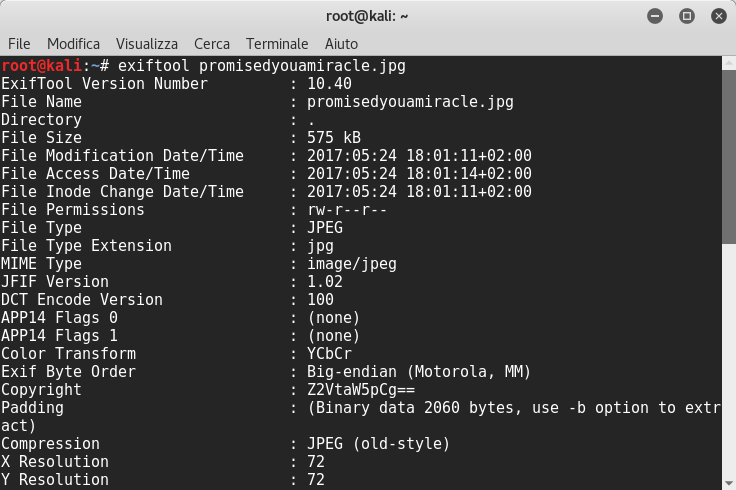 root@kali: ~
File Modifica Visualizza Cerca Terminale Aiuto
root@kali:~# exiftool promisedyouamiracle.jpg
ExifTool Version Number : 10.40
File Name : promisedyouamiracle.jpg
Directory : .
File Size : 575 kB
File Modification Date/Time : 2017:05:24 18:01:11+02:00
File Access Date/Time : 2017:05:24 18:01:14+02:00
File Inode Change Date/Time : 2017:05:24 18:01:11+02:00
File Permissions : rw-r--r--
File Type : JPEG
File Type Extension : jpg
MIME Type : image/jpeg
JFIF Version : 1.02
DCT Encode Version : 100
APP14 Flags 0 : (none)
APP14 Flags 1 : (none)
Color Transform : YCbCr
Exif Byte Order : Big-endian (Motorola, MM)
Copyright : Z2VtaW5pCg==
Padding : (Binary data 2060 bytes, use -b option to extr
act)
Compression : JPEG (old-style)
X Resolution : 72
Y Resolution : 72